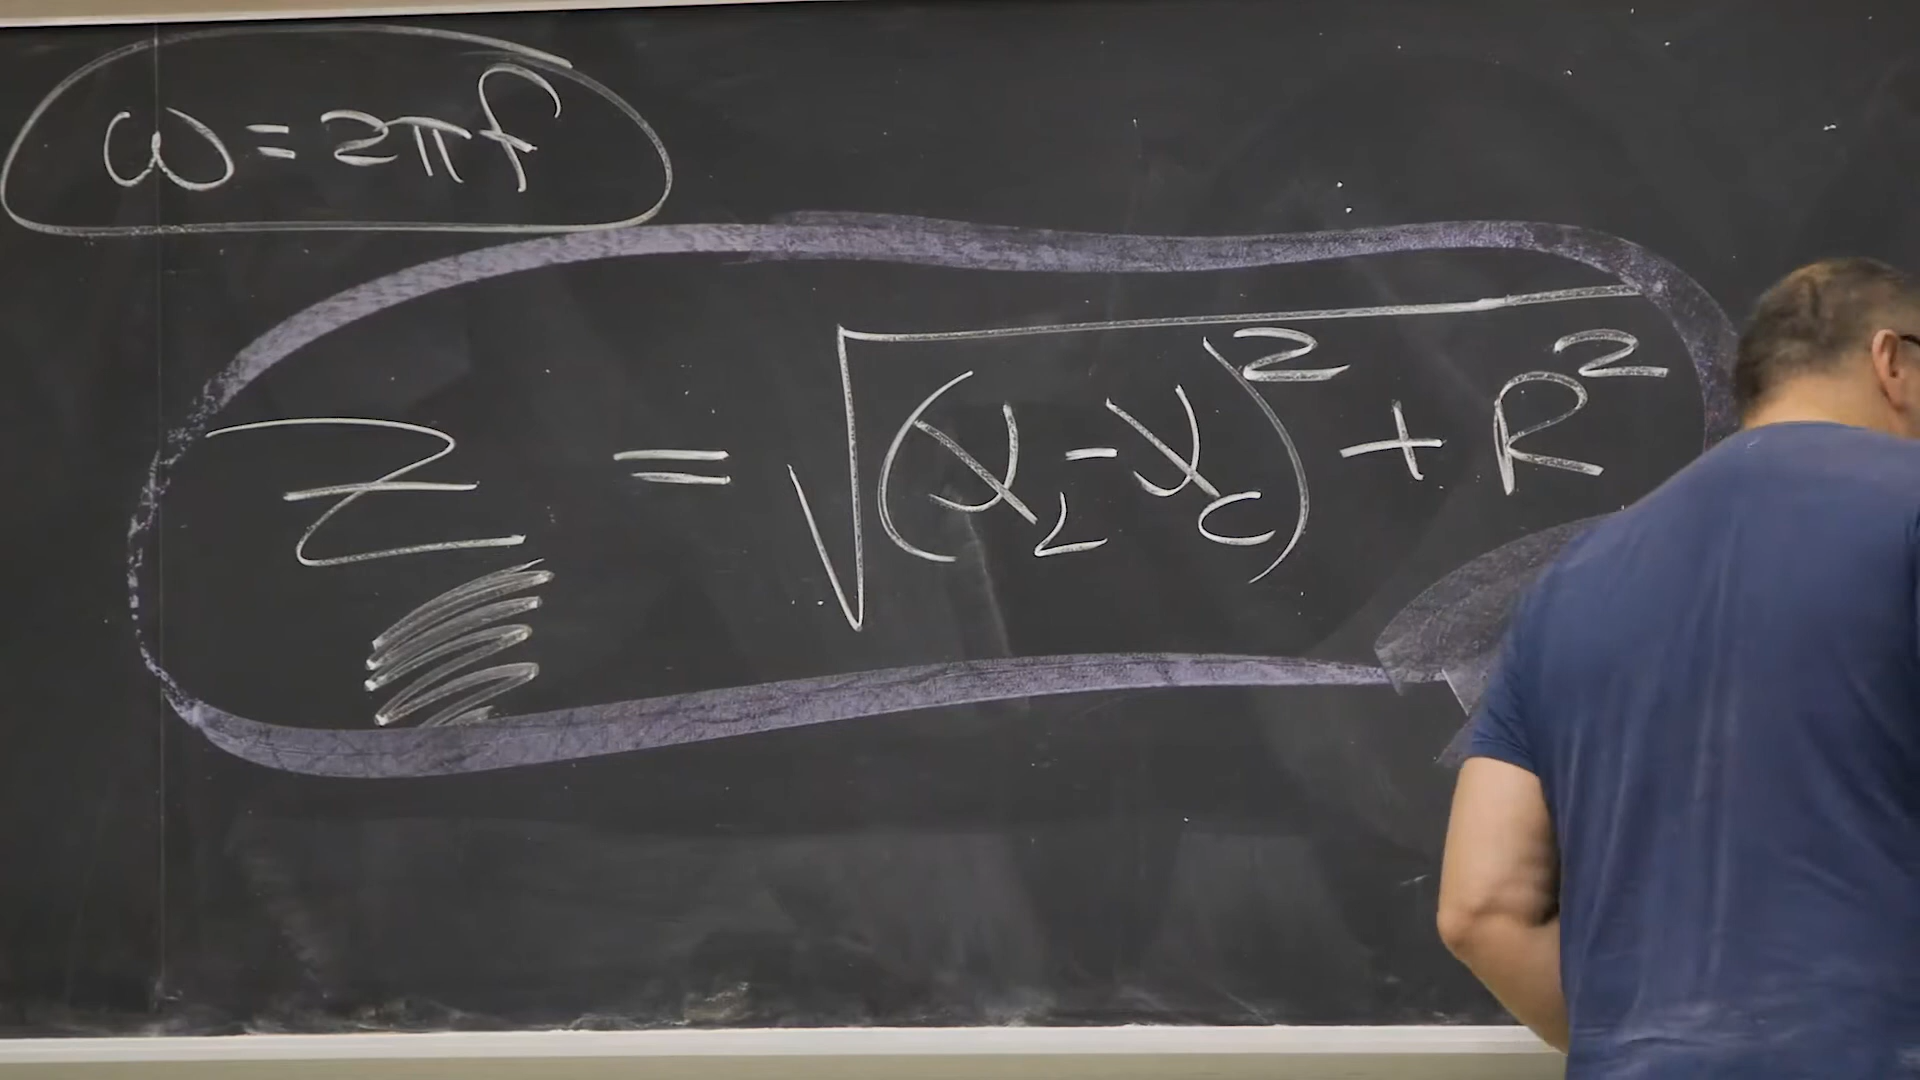 ω = 2πf
Z = √(X_L - X_C)² + R²